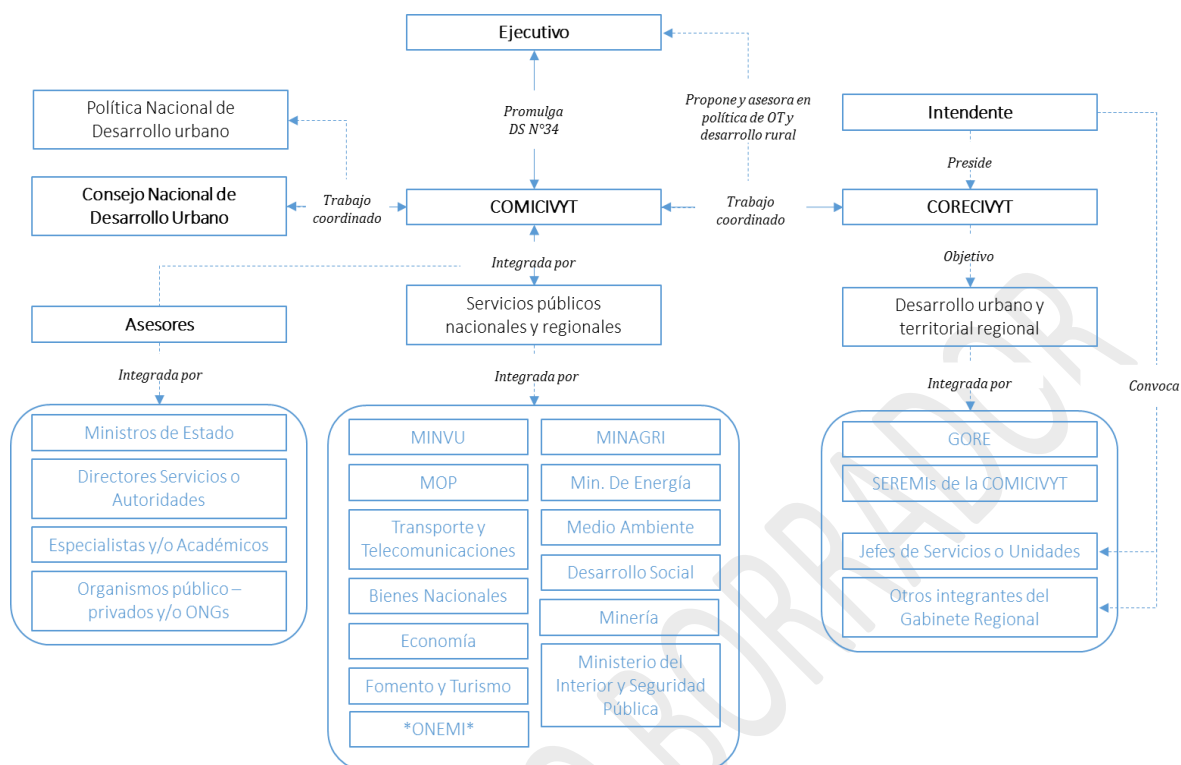 Ejecutivo
Política Nacional de
Desarrollo urbano
Promulga
DS N°34
Propone y asesora en
política de OT y
desarrollo rural
Intendente
Preside
Consejo Nacional de
Desarrollo Urbano
Trabajo
coordinado
COMICIVYT
Trabajo
coordinado
CORECIVYT
Integrada por
Objetivo
Asesores
Servicios públicos
nacionales y regionales
Desarrollo urbano y
territorial regional
Integrada por
Integrada por
Integrada por
Convoca
Ministros de Estado
Directores Servicios o
Autoridades
Especialistas y/o Académicos
Organismos público –
privados y/o ONGs
MINVU
MOP
Transporte y
Telecomunicaciones
Bienes Nacionales
Economía
Fomento y Turismo
*ONEMI*
MINAGRI
Min. De Energía
Medio Ambiente
Desarrollo Social
Minería
Ministerio del
Interior y Seguridad
Pública
GORE
SEREMIs de la COMICIVYT
Jefes de Servicios o Unidades
Otros integrantes del
Gabinete Regional
BORRADOR